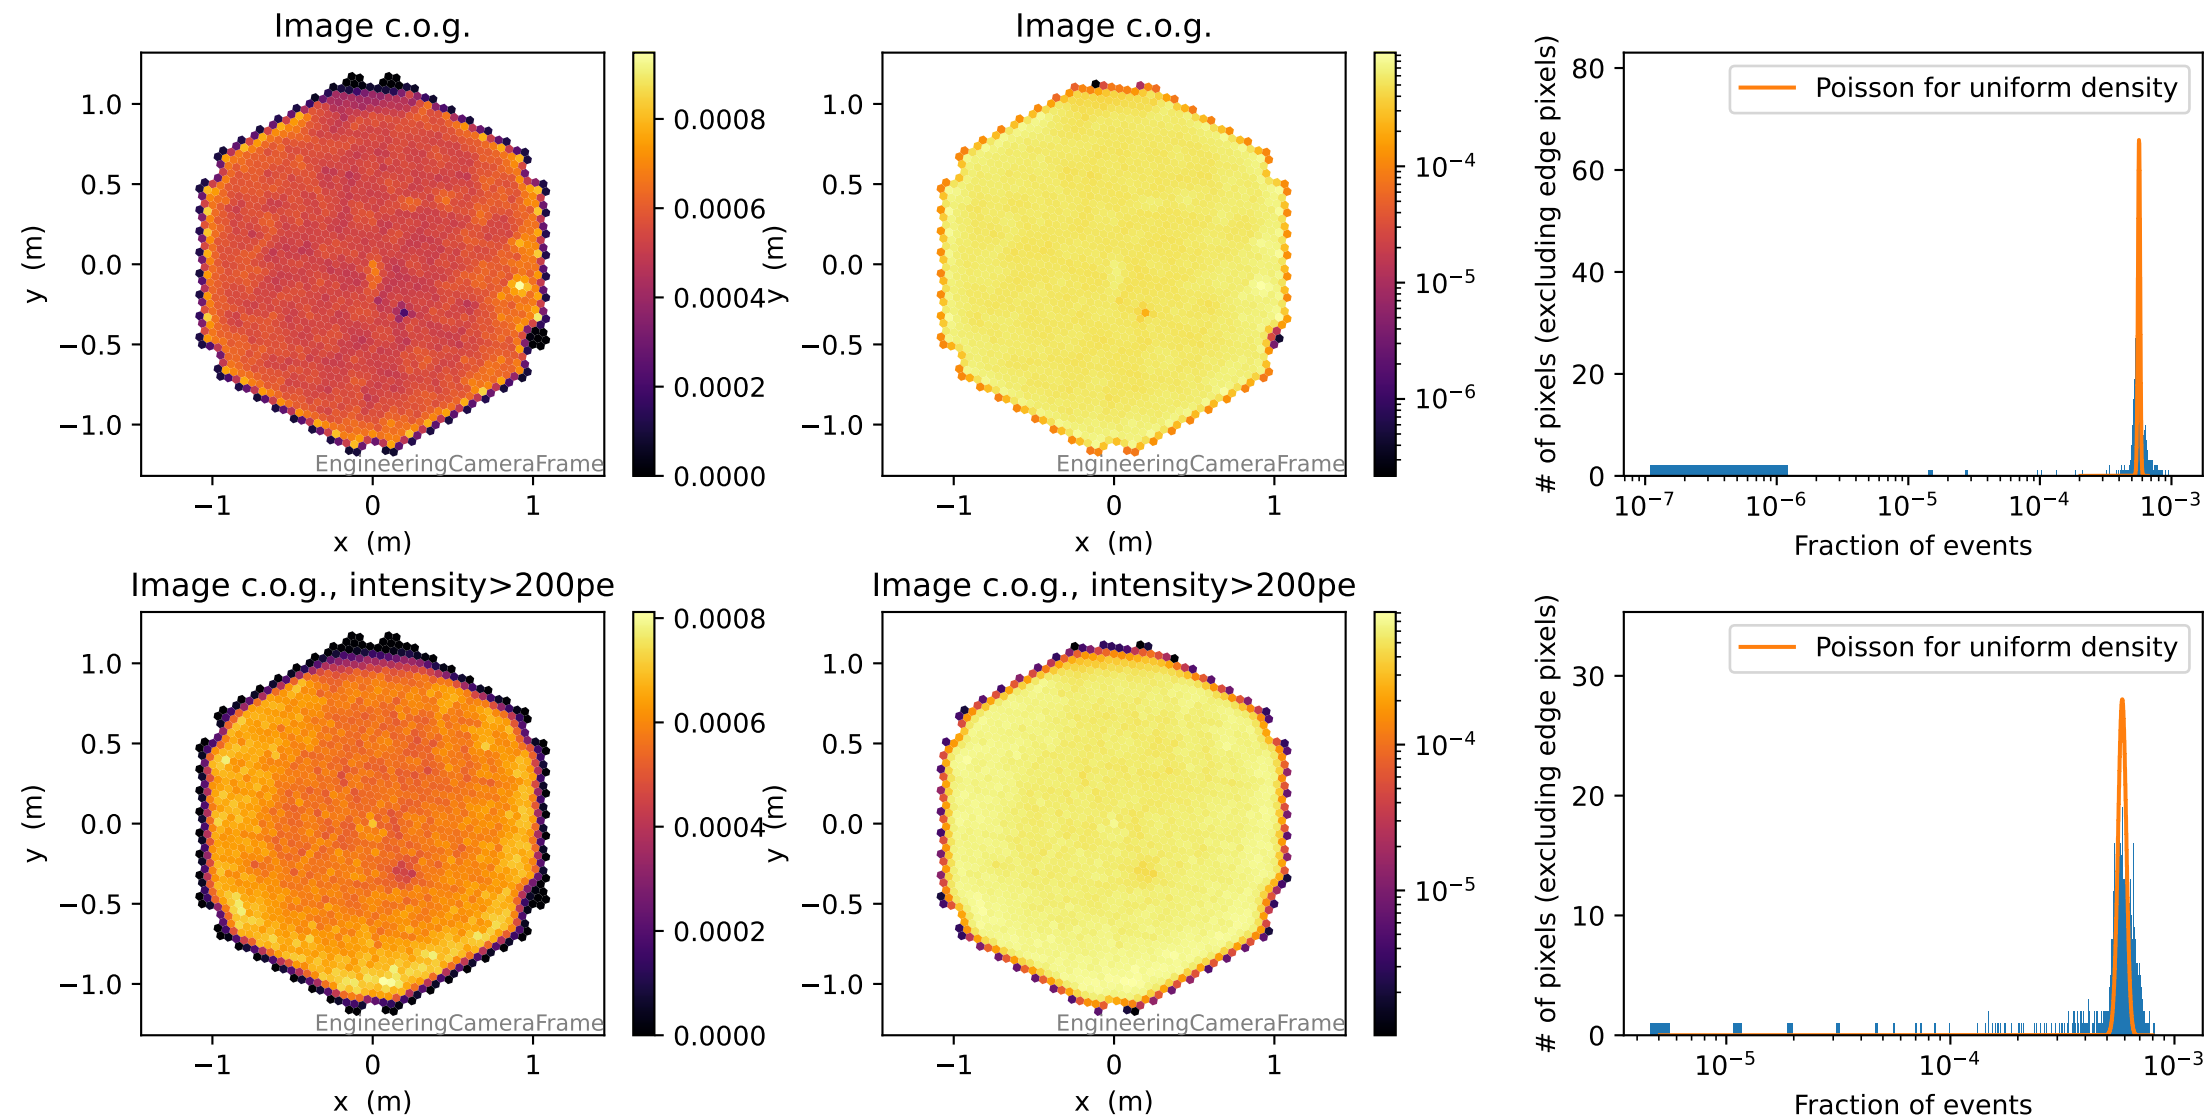 Image c.o.g.
1.0
0.5
0.0
−0.5
−1.0
y (m)
−1
0
1
x (m)
EngineeringCameraFrame
0.0008
0.0006
0.0004
0.0002
0.0000
Image c.o.g.
1.0
0.5
0.0
−0.5
−1.0
y (m)
−1
0
1
x (m)
EngineeringCameraFrame
10−4
10−5
10−6
80
60
40
20
0
# of pixels (excluding edge pixels)
Poisson for uniform density
10−7
10−6
10−5
10−4
10−3
Fraction of events
Image c.o.g., intensity>200pe
1.0
0.5
0.0
−0.5
−1.0
y (m)
−1
0
1
x (m)
EngineeringCameraFrame
0.0008
0.0006
0.0004
0.0002
0.0000
Image c.o.g., intensity>200pe
1.0
0.5
0.0
−0.5
−1.0
y (m)
−1
0
1
x (m)
EngineeringCameraFrame
10−4
10−5
30
20
10
0
# of pixels (excluding edge pixels)
Poisson for uniform density
10−5
10−4
10−3
Fraction of events